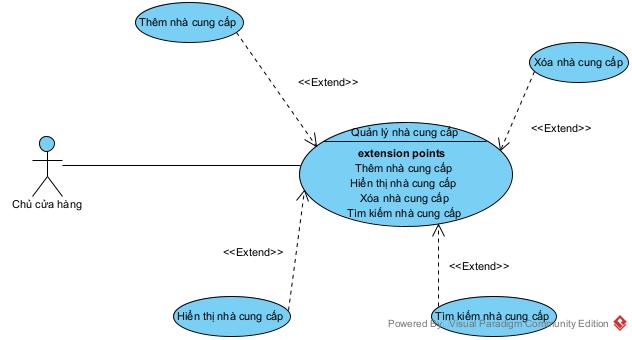 Thêm nhà cung cấp
Xóa nhà cung cấp
<<Extend>>
<<Extend>>
Quản lý nhà cung cấp
extension points
Thêm nhà cung cấp
Hiển thị nhà cung cấp
Xóa nhà cung cấp
Tìm kiếm nhà cung cấp
Chủ cửa hàng
<<Extend>>
<<Extend>>
Hiển thị nhà cung cấp
Tìm kiếm nhà cung cấp
Powered By: Visual Paradigm Community Edition